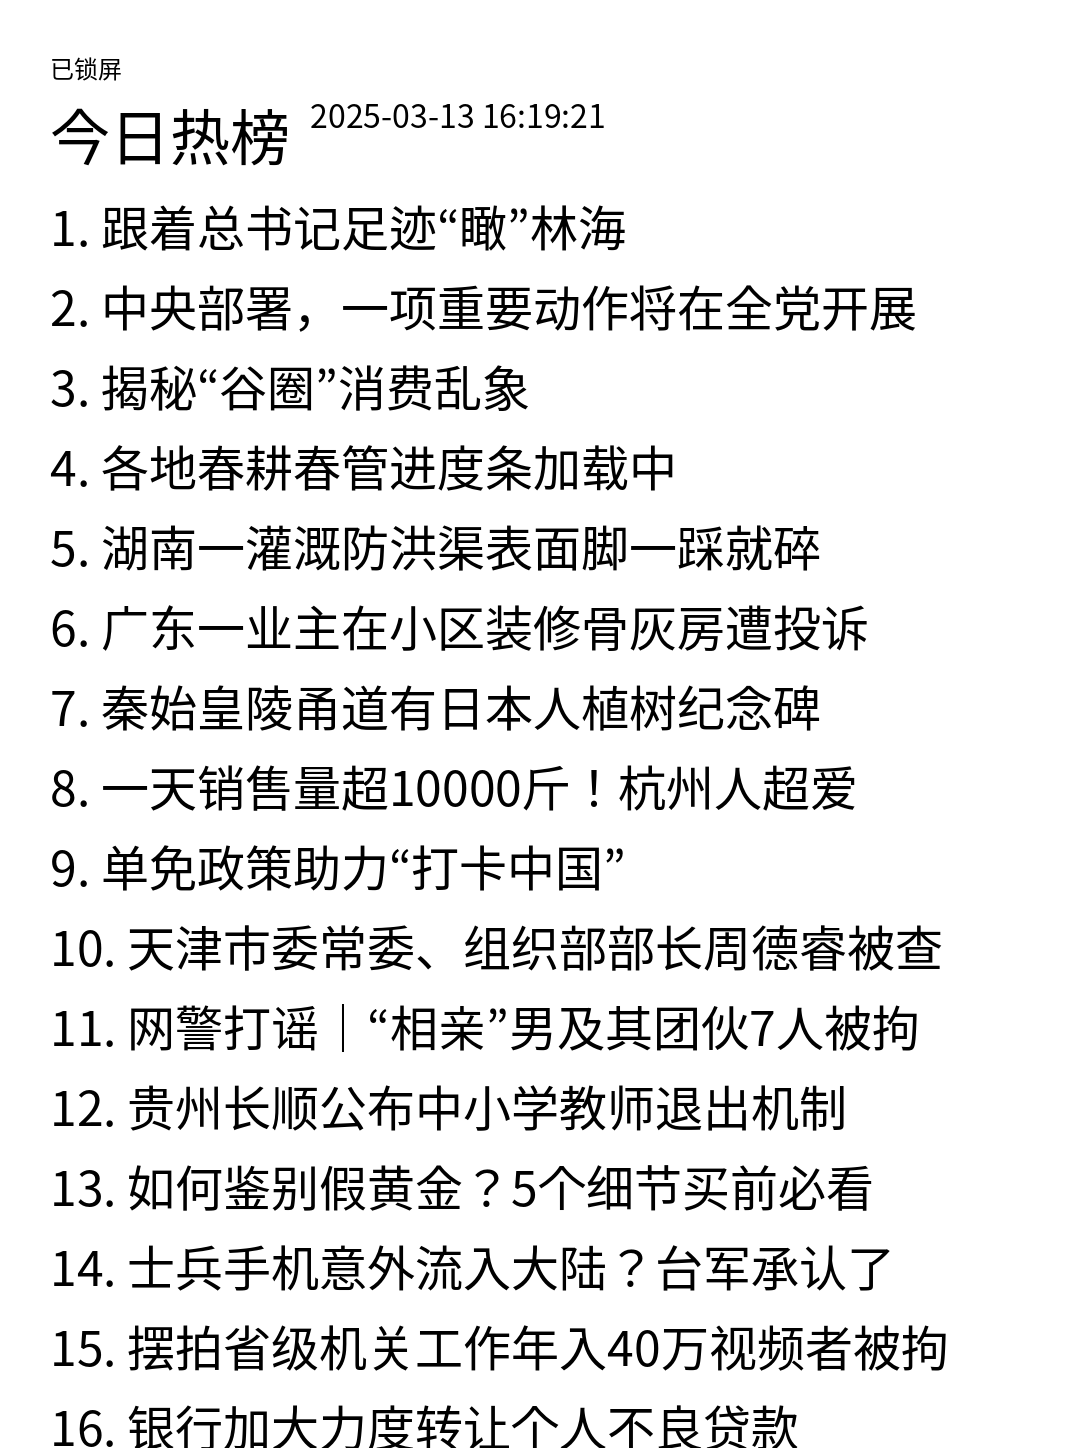 已锁屏
今日热榜 2025-03-13 16:19:21
1. 跟着总书记足迹“瞰”林海
2. 中央部署，一项重要动作将在全党开展
3. 揭秘“谷圈”消费乱象
4. 各地春耕春管进度条加载中
5. 湖南一灌溉防洪渠表面脚一踩就碎
6. 广东一业主在小区装修骨灰房遭投诉
7. 秦始皇陵甬道有日本人植树纪念碑
8. 一天销售量超10000斤！杭州人超爱
9. 单免政策助力“打卡中国”
10. 天津市委常委、组织部部长周德睿被查
11. 网警打谣｜“相亲”男及其团伙7人被拘
12. 贵州长顺公布中小学教师退出机制
13. 如何鉴别假黄金？5个细节买前必看
14. 士兵手机意外流入大陆？台军承认了
15. 摆拍省级机关工作年入40万视频者被拘
16. 银行加大力度转让个人不良贷款